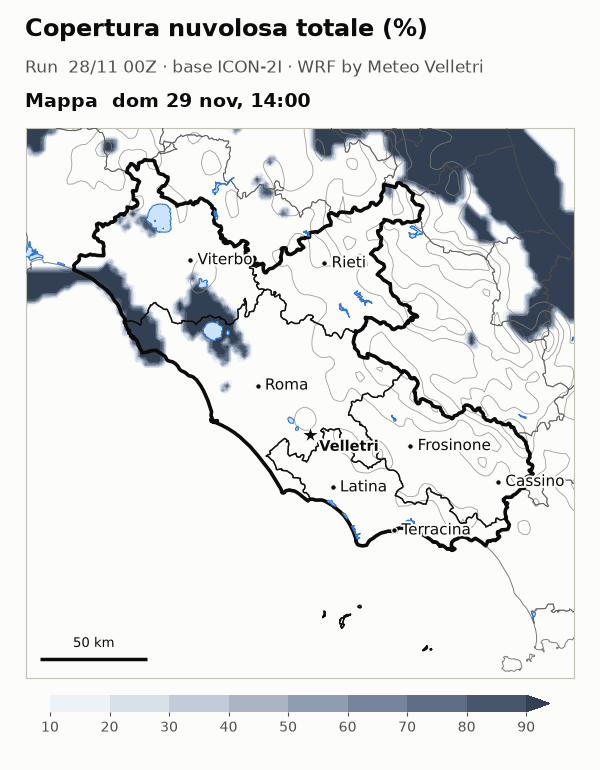 Copertura nuvolosa totale (%)
Run  28/11 00Z · base ICON-2I · WRF by Meteo Velletri
Mappa  dom 29 nov, 14:00
Viterbo
Rieti
Roma
Velletri
Frosinone
Cassino
Latina
Terracina
50 km
10 20 30 40 50 60 70 80 90